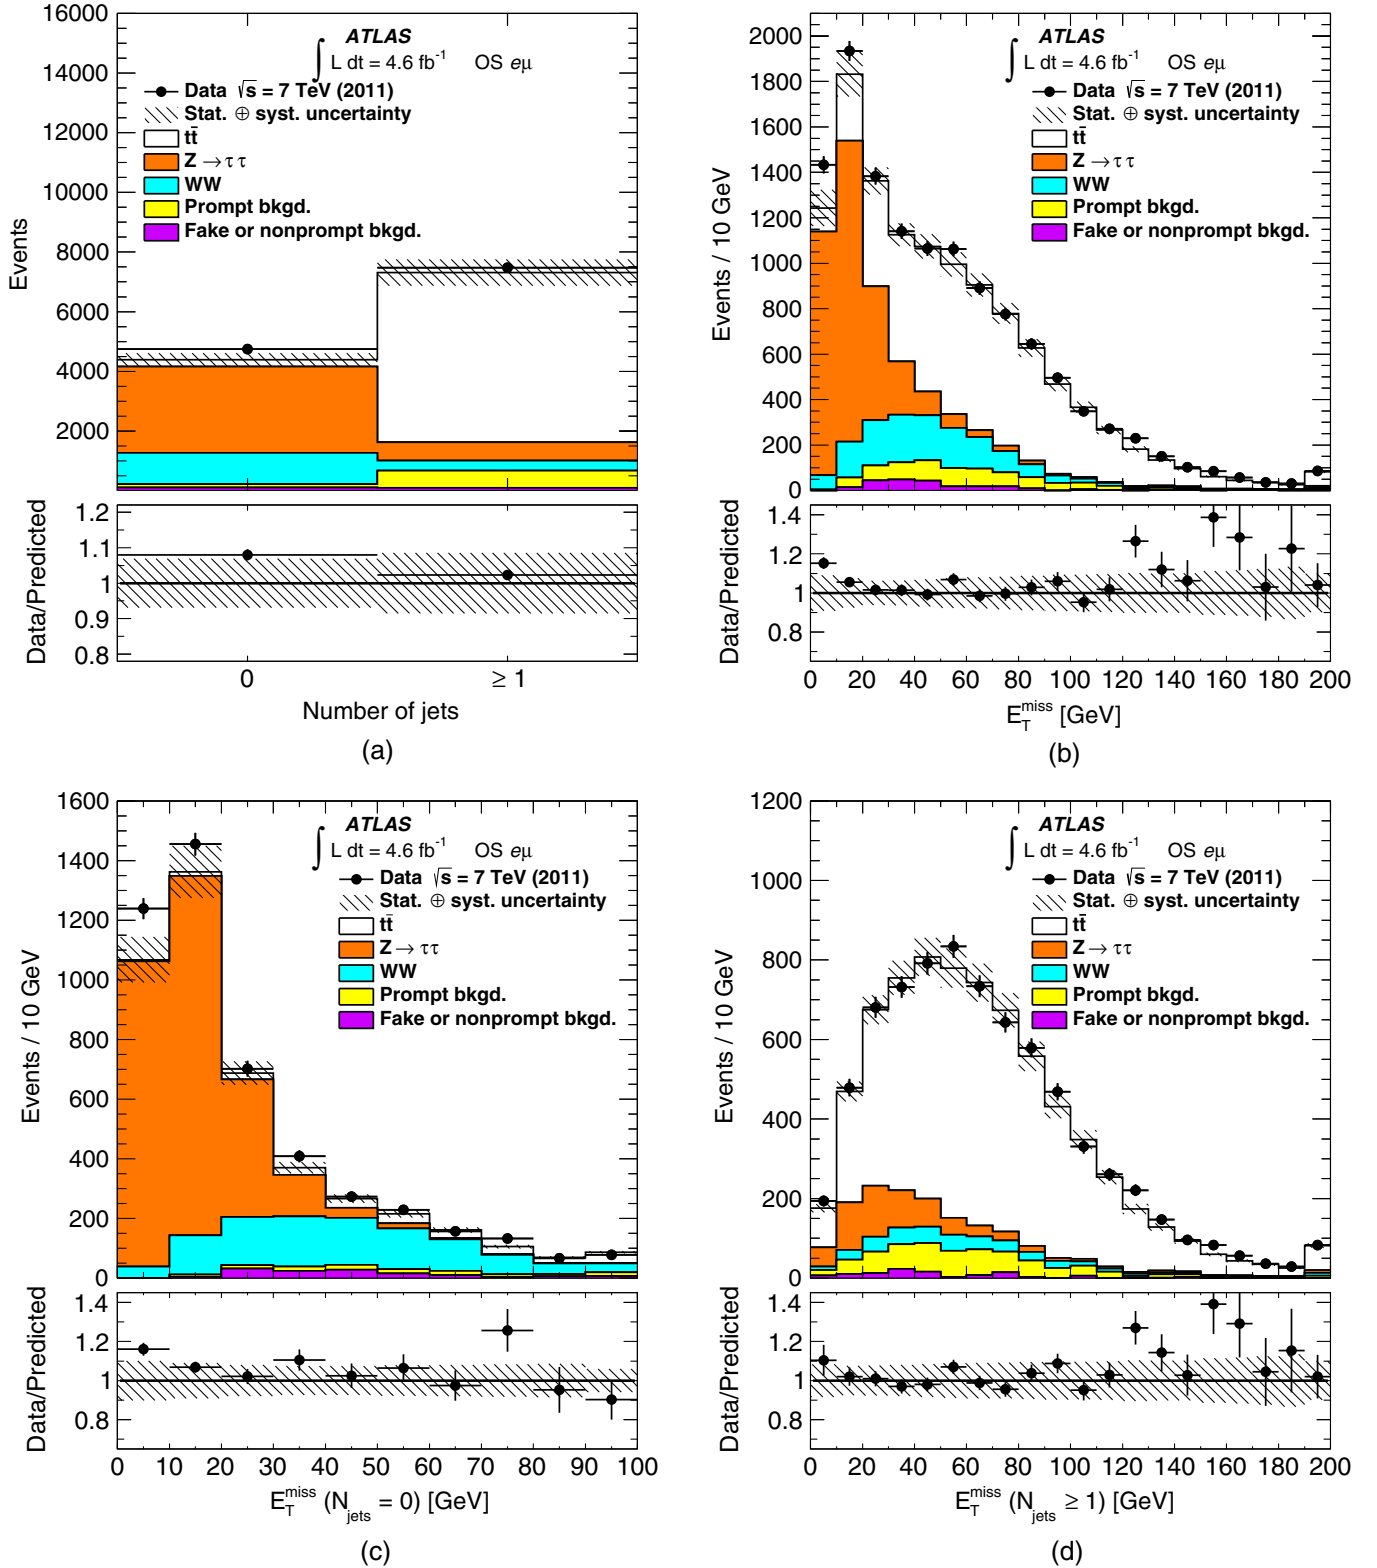 16000
14000
12000
10000
8000
6000
4000
2000
Events
ATLAS
∫ L dt = 4.6 fb⁻¹ OS eμ
Data √s = 7 TeV (2011)
Stat. ⊕ syst. uncertainty
tt̄
Z → ττ
WW
Prompt bkgd.
Fake or nonprompt bkgd.
1.2
1.1
1
0.9
0.8
Data/Predicted
0 ≥ 1
Number of jets
(a)
2000
1800
1600
1400
1200
1000
800
600
400
200
0
Events / 10 GeV
ATLAS
∫ L dt = 4.6 fb⁻¹ OS eμ
Data √s = 7 TeV (2011)
Stat. ⊕ syst. uncertainty
tt̄
Z → ττ
WW
Prompt bkgd.
Fake or nonprompt bkgd.
1.4
1.2
1
0.8
Data/Predicted
0 20 40 60 80 100 120 140 160 180 200
E_T^miss [GeV]
(b)
1600
1400
1200
1000
800
600
400
200
0
Events / 10 GeV
ATLAS
∫ L dt = 4.6 fb⁻¹ OS eμ
Data √s = 7 TeV (2011)
Stat. ⊕ syst. uncertainty
tt̄
Z → ττ
WW
Prompt bkgd.
Fake or nonprompt bkgd.
1.4
1.2
1
0.8
Data/Predicted
0 10 20 30 40 50 60 70 80 90 100
E_T^miss (N_jets = 0) [GeV]
(c)
1200
1000
800
600
400
200
0
Events / 10 GeV
ATLAS
∫ L dt = 4.6 fb⁻¹ OS eμ
Data √s = 7 TeV (2011)
Stat. ⊕ syst. uncertainty
tt̄
Z → ττ
WW
Prompt bkgd.
Fake or nonprompt bkgd.
1.4
1.2
1
0.8
Data/Predicted
0 20 40 60 80 100 120 140 160 180 200
E_T^miss (N_jets ≥ 1) [GeV]
(d)